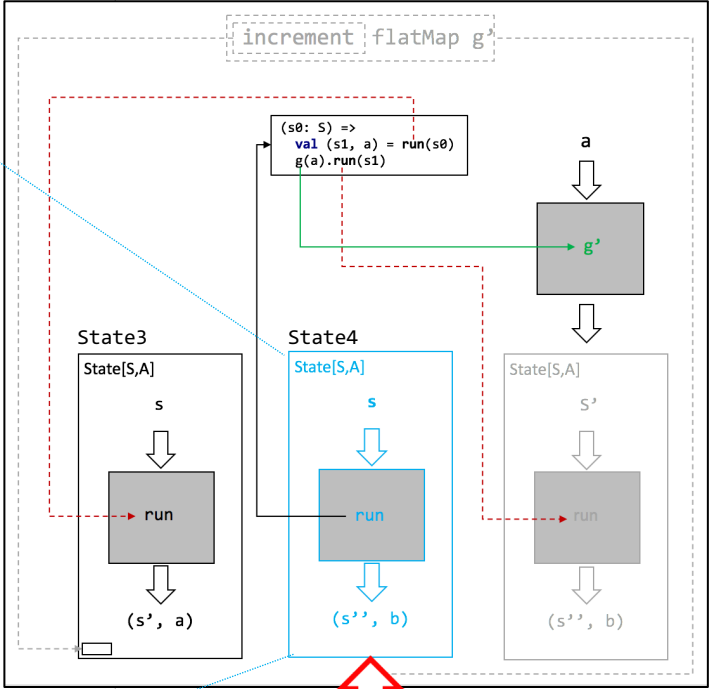 increment flatMap g’
(s0: S) =>
val (s1, a) = run(s0)
g(a).run(s1)
a
g’
State3
State4
State[S,A]
State[S,A]
State[S,A]
s
s
S’
run
run
run
(s’, a)
(s’’, b)
(s’’, b)